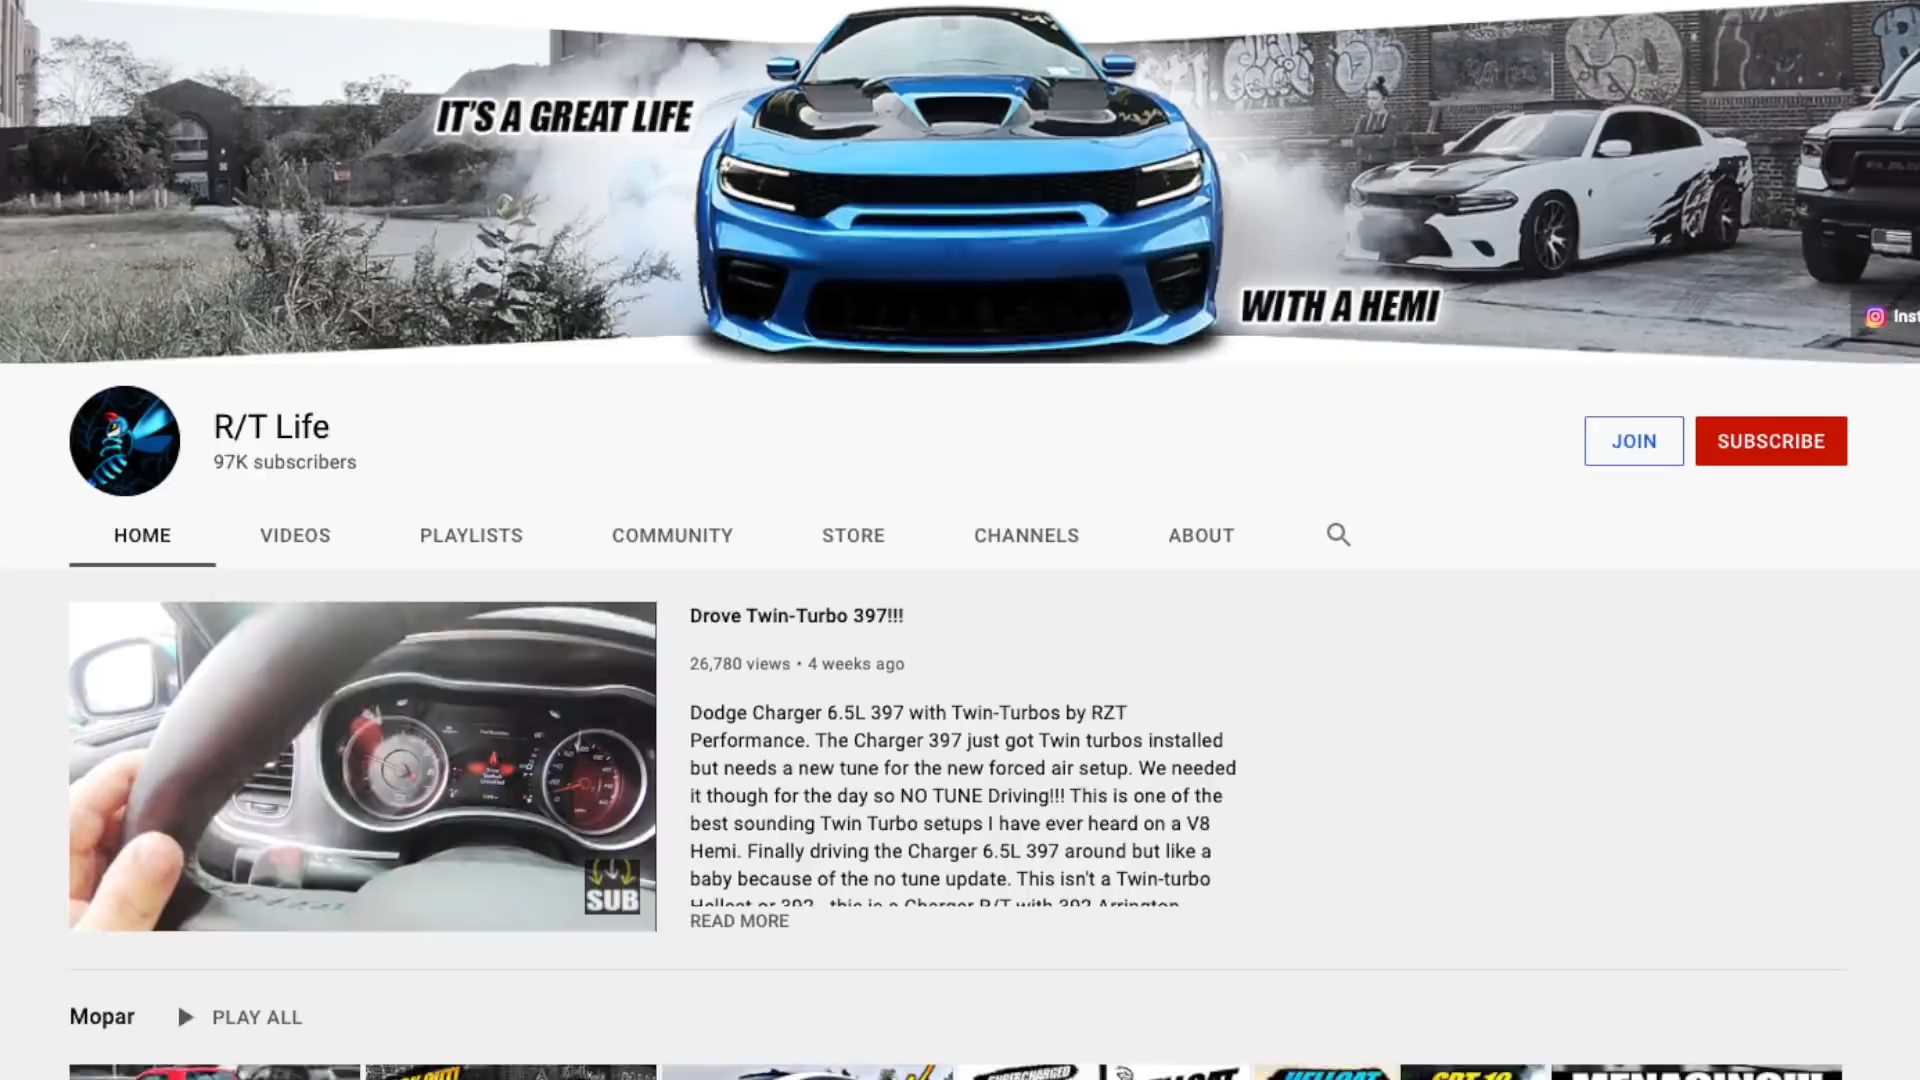 IT'S A GREAT LIFE
WITH A HEMI
R/T Life
97K subscribers
JOIN
SUBSCRIBE
HOME
VIDEOS
PLAYLISTS
COMMUNITY
STORE
CHANNELS
ABOUT
Drove Twin-Turbo 397!!!
26,780 views • 4 weeks ago
Dodge Charger 6.5L 397 with Twin-Turbos by RZT
Performance. The Charger 397 just got Twin turbos installed
but needs a new tune for the new forced air setup. We needed
it though for the day so NO TUNE Driving!!! This is one of the
best sounding Twin Turbo setups I have ever heard on a V8
Hemi. Finally driving the Charger 6.5L 397 around but like a
baby because of the no tune update. This isn't a Twin-turbo
SUB
READ MORE
Mopar
PLAY ALL